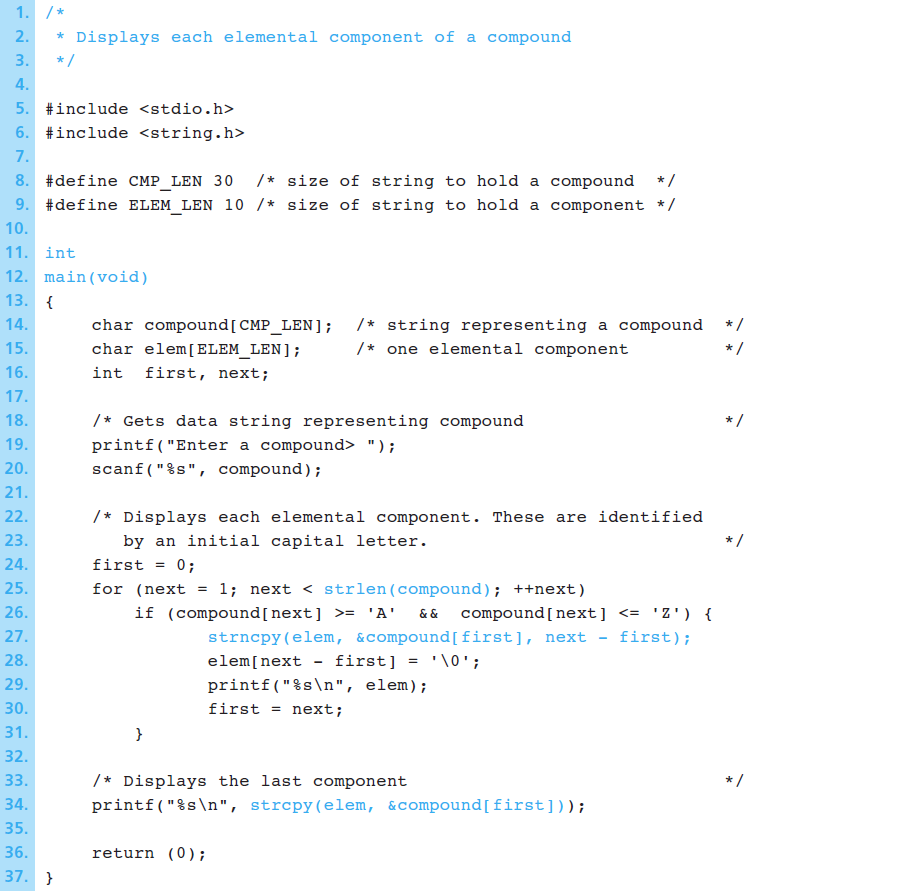 1. /*
2.  * Displays each elemental component of a compound
3.  */
4.
5. #include <stdio.h>
6. #include <string.h>
7.
8. #define CMP_LEN 30  /* size of string to hold a compound  */
9. #define ELEM_LEN 10 /* size of string to hold a component */
10.
11. int
12. main(void)
13. {
14.     char compound[CMP_LEN];  /* string representing a compound  */
15.     char elem[ELEM_LEN];     /* one elemental component         */
16.     int  first, next;
17.
18.     /* Gets data string representing compound                   */
19.     printf("Enter a compound> ");
20.     scanf("%s", compound);
21.
22.     /* Displays each elemental component. These are identified
23.        by an initial capital letter.                            */
24.     first = 0;
25.     for (next = 1; next < strlen(compound); ++next)
26.         if (compound[next] >= 'A'  &&  compound[next] <= 'Z') {
27.                strncpy(elem, &compound[first], next - first);
28.                elem[next - first] = '\0';
29.                printf("%s\n", elem);
30.                first = next;
31.         }
32.
33.     /* Displays the last component                              */
34.     printf("%s\n", strcpy(elem, &compound[first]));
35.
36.     return (0);
37. }